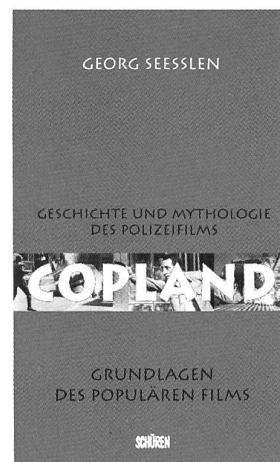 GEORG SEESSLEN
GESCHICHTE UND MYTHOLOGIE
DES POLIZEIFILMS
COPLAND
GRUNDLAGEN
DES POPULÄREN FILMS
SCHÜREN